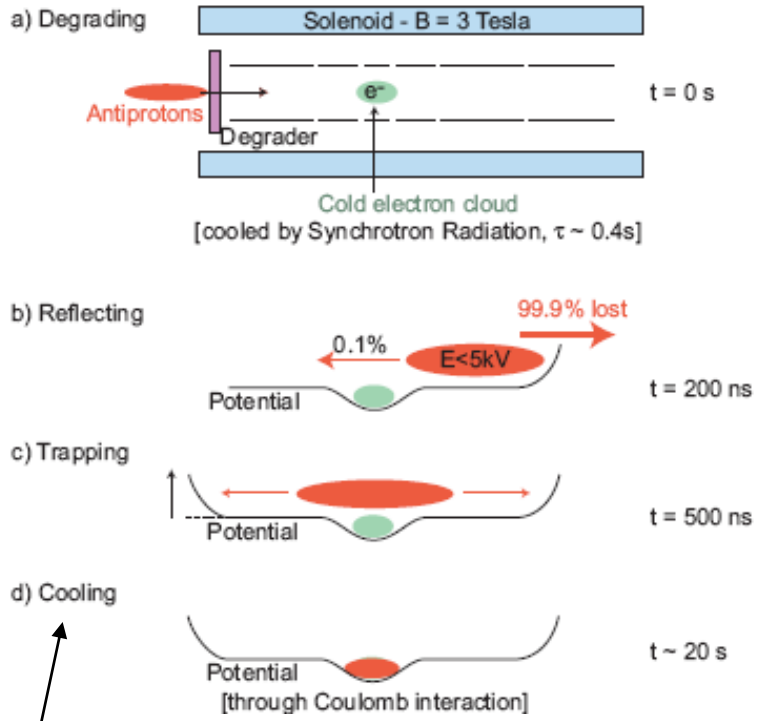 a) Degrading
Solenoid - B = 3 Tesla
e⁻
t = 0 s
Antiprotons
Degrader
Cold electron cloud
[cooled by Synchrotron Radiation, τ ~ 0.4s]
b) Reflecting
99.9% lost
0.1%
E<5kV
Potential
t = 200 ns
c) Trapping
Potential
t = 500 ns
d) Cooling
Potential
t ~ 20 s
[through Coulomb interaction]